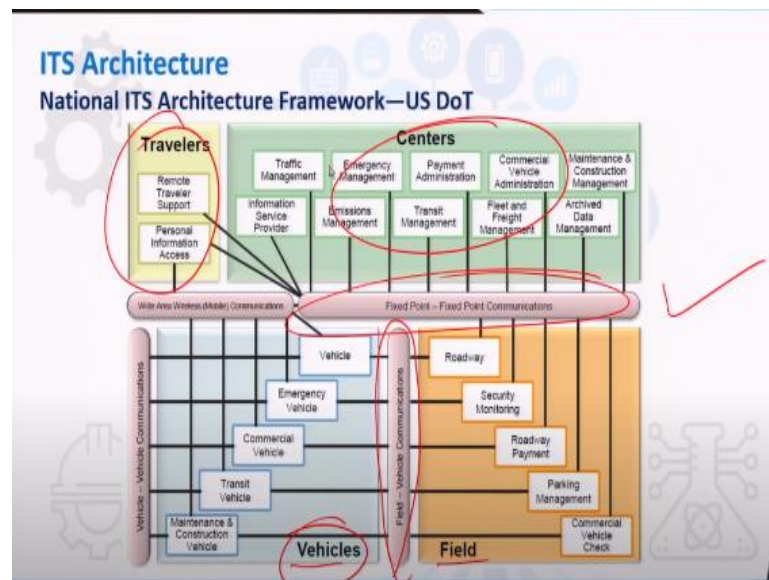 ITS Architecture
National ITS Architecture Framework—US DoT
Travelers
Centers
Remote
Traveler
Support
Personal
Information
Access
Traffic
Management
Emergency
Management
Payment
Administration
Commercial
Vehicle
Administration
Maintenance &
Construction
Management
Information
Service
Provider
Emissions
Management
Transit
Management
Fleet and
Freight
Management
Archived
Data
Management
Wide Area Wireless (Mobile) Communications
Fixed Point – Fixed Point Communications
Vehicle – Vehicle Communications
Vehicle
Emergency
Vehicle
Commercial
Vehicle
Transit
Vehicle
Maintenance &
Construction
Vehicle
Vehicles
Field – Vehicle Communications
Roadway
Security
Monitoring
Roadway
Payment
Parking
Management
Commercial
Vehicle
Check
Field